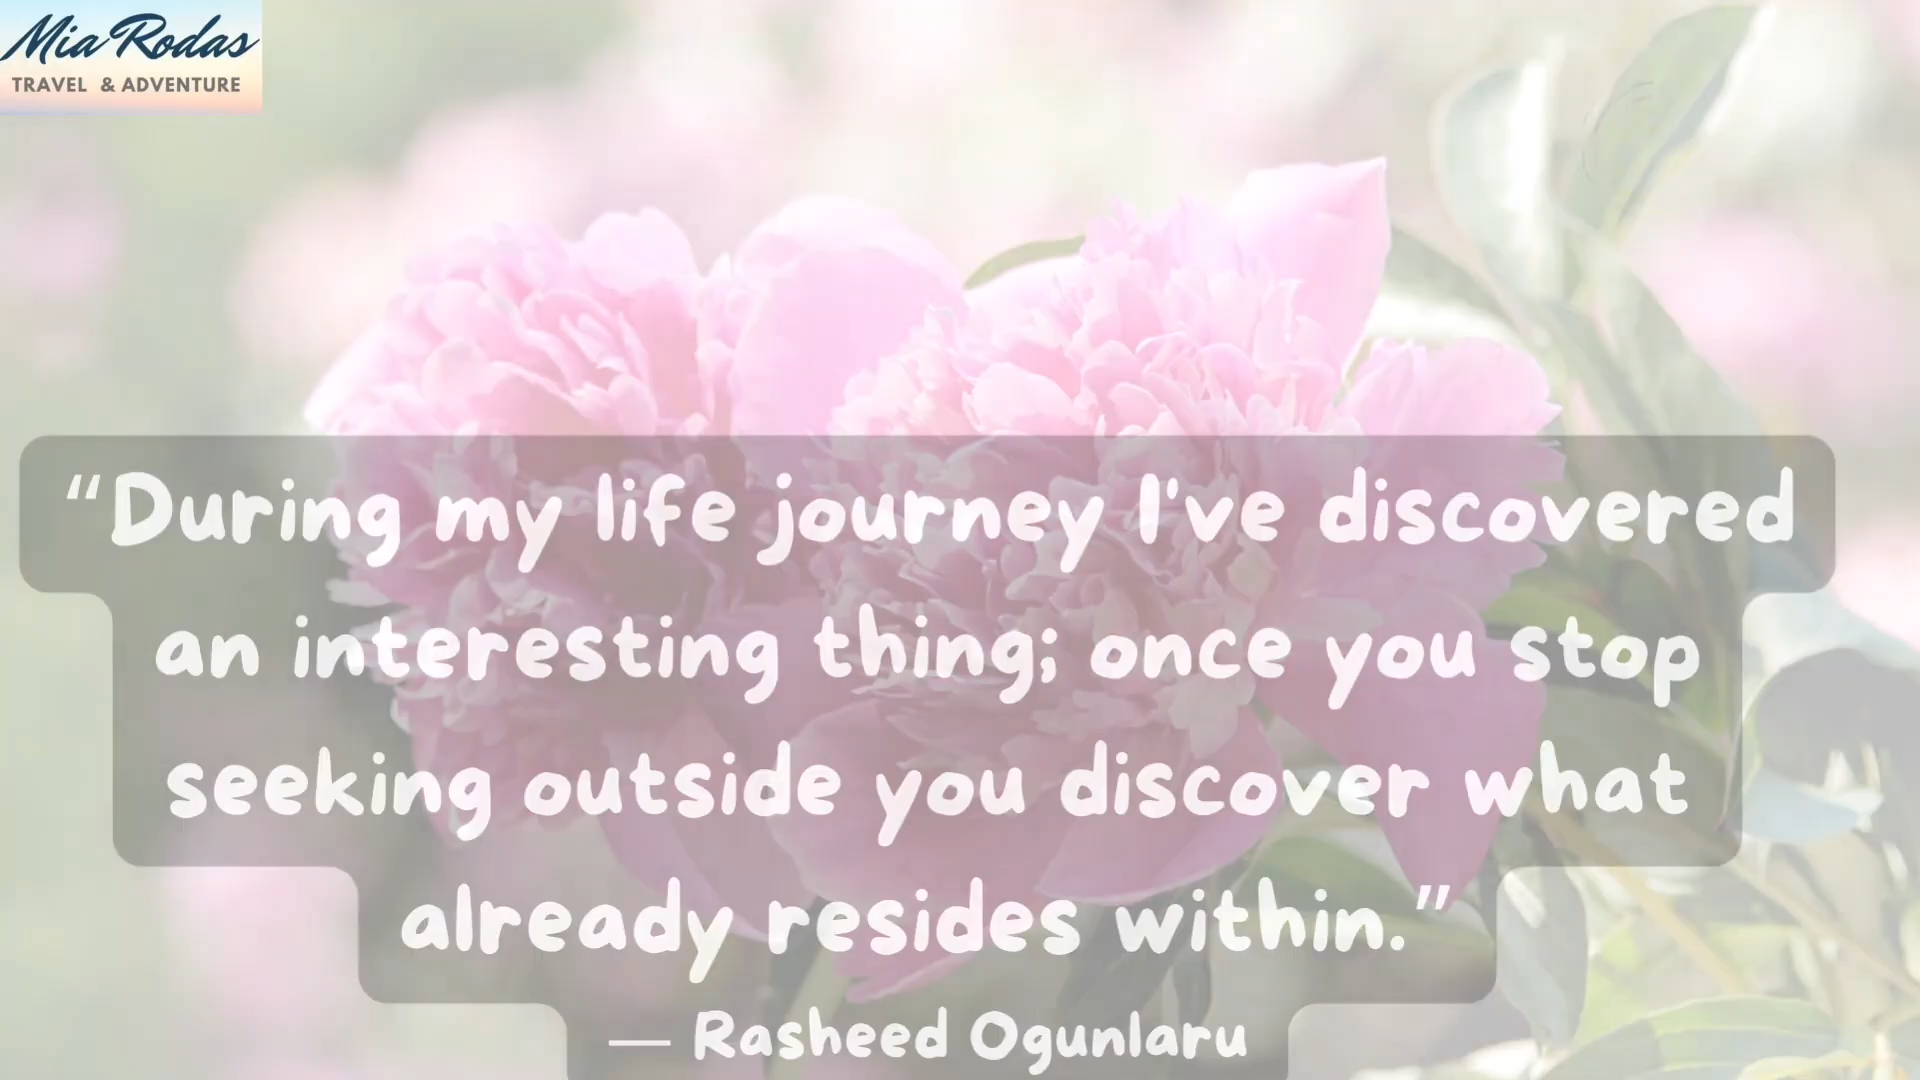 Mia Rodas
TRAVEL & ADVENTURE
“During my life journey I've discovered
an interesting thing; once you stop
seeking outside you discover what
already resides within.”
— Rasheed Ogunlaru